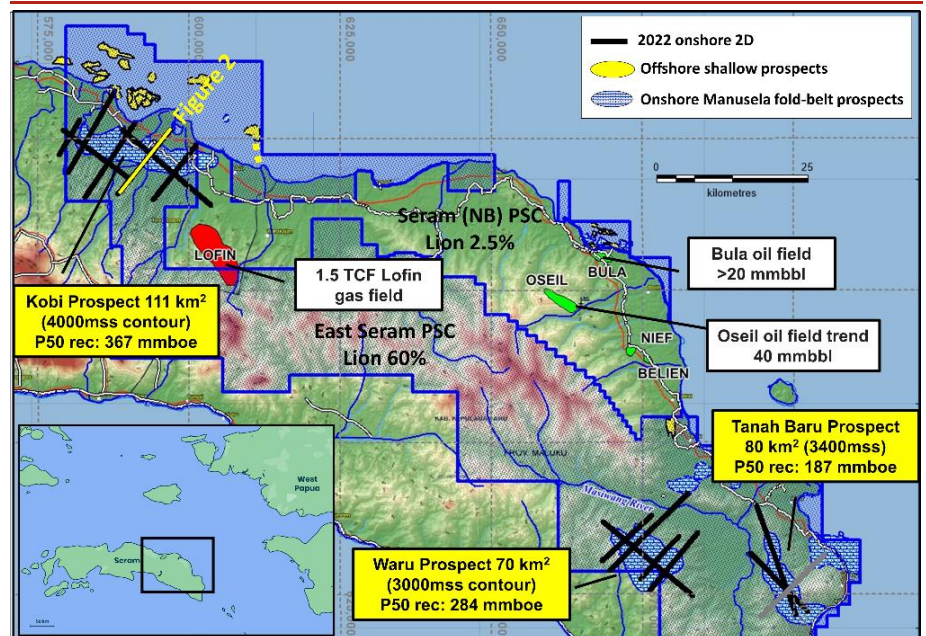 575,000
600,000
625,000
650,000
Figure 2
2022 onshore 2D
Offshore shallow prospects
Onshore Manusela fold-belt prospects
0
25
kilometres
Seram (NB) PSC
Lion 2.5%
LOFIN
1.5 TCF Lofin
gas field
Kobi Prospect 111 km²
(4000mss contour)
P50 rec: 367 mmboe
East Seram PSC
Lion 60%
OSEIL
BULA
Bula oil field
>20 mmbbl
Oseil oil field trend
40 mmbbl
NIEF
BELIEN
PROV. MALUKU
Masiwang River
Tanah Baru Prospect
80 km² (3400mss)
P50 rec: 187 mmboe
Waru Prospect 70 km²
(3000mss contour)
P50 rec: 284 mmboe
West
Papua
Seram